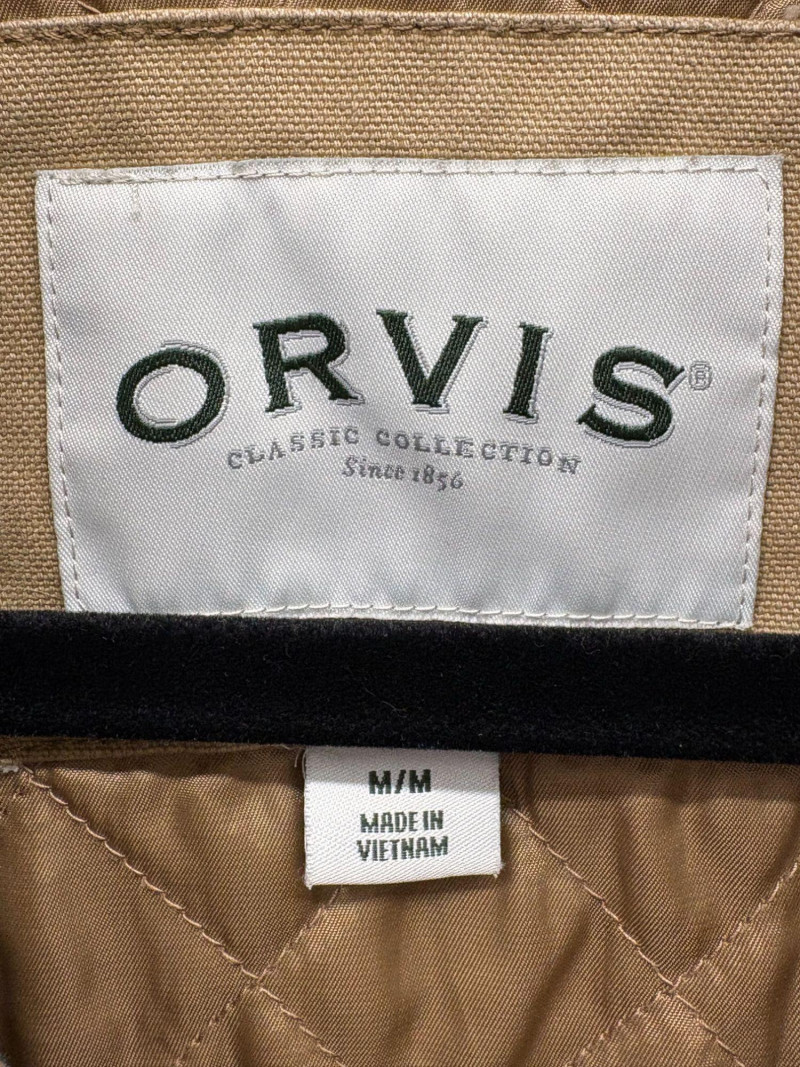 ORVIS®
CLASSIC COLLECTION
Since 1856
M/M
MADE IN
VIETNAM